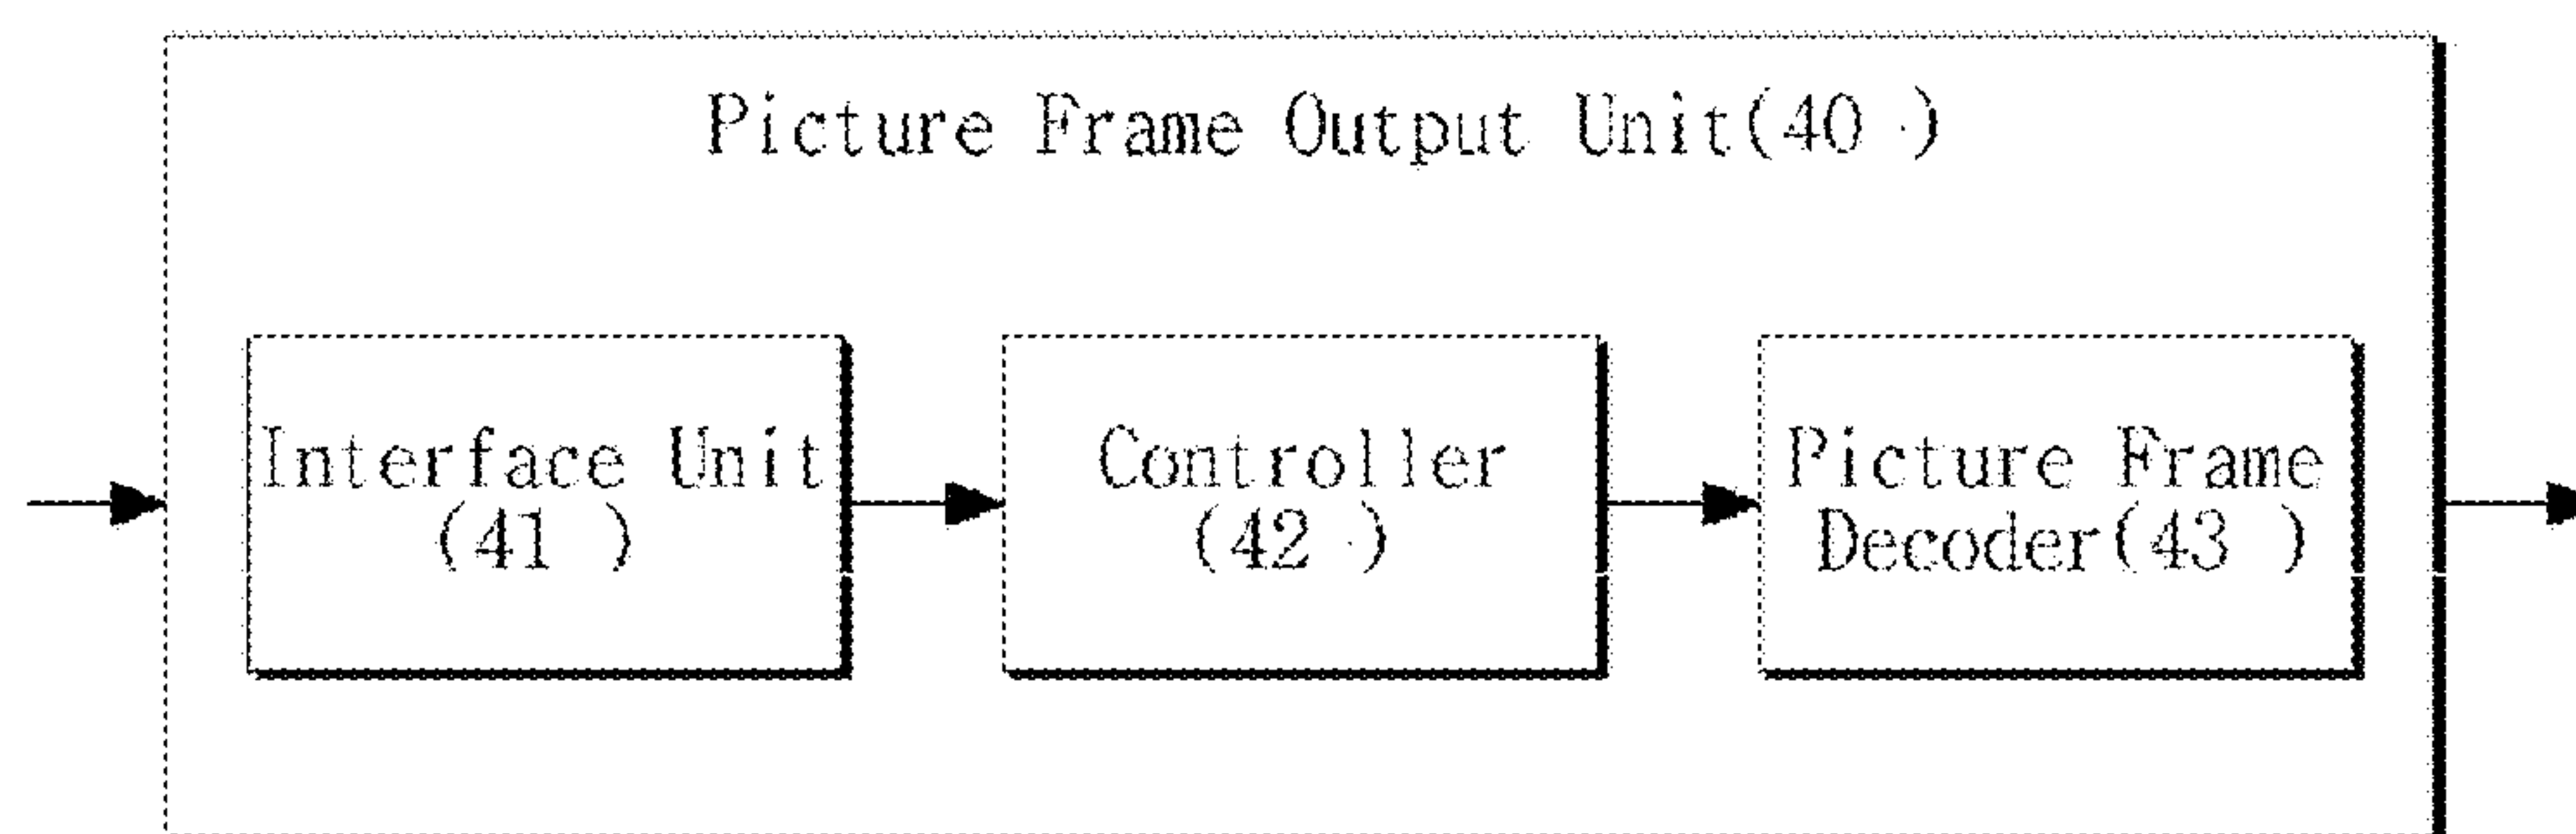 Picture Frame Output Unit(40 )
Interface Unit
(41 )
Controller
(42 )
Picture Frame
Decoder(43 )